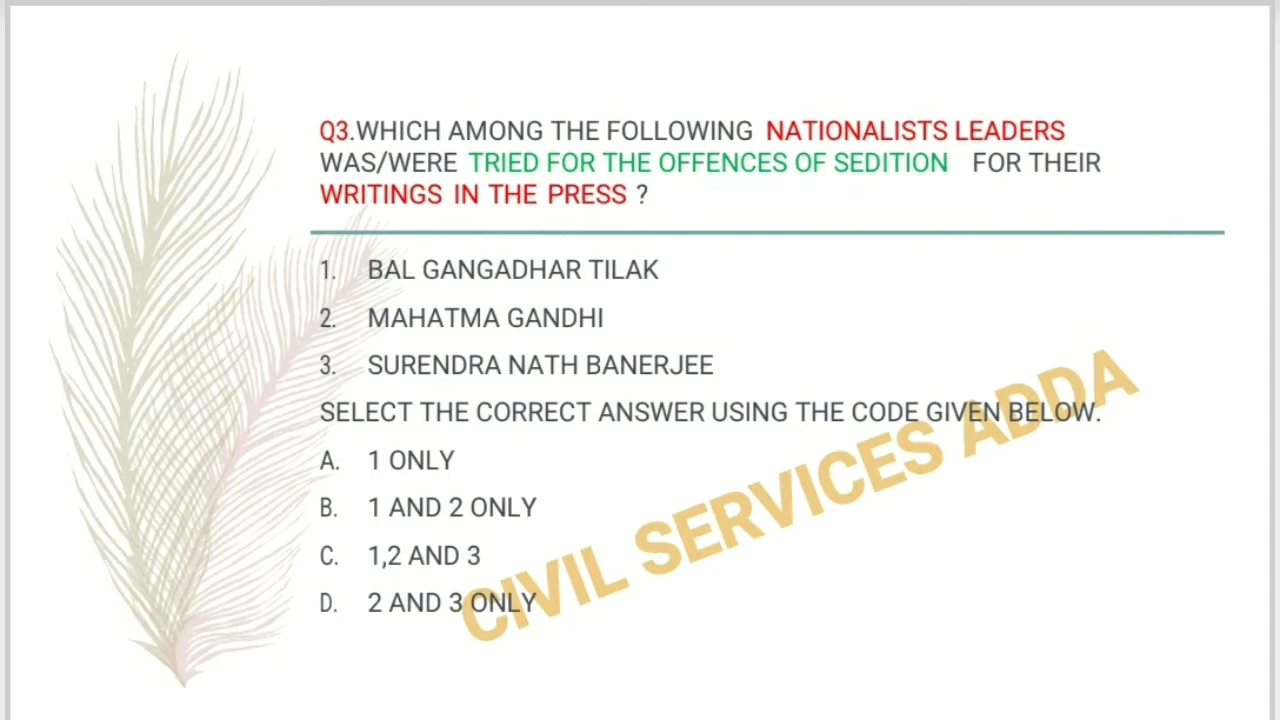 Q3.WHICH AMONG THE FOLLOWING NATIONALISTS LEADERS
WAS/WERE TRIED FOR THE OFFENCES OF SEDITION FOR THEIR
WRITINGS IN THE PRESS ?
1. BAL GANGADHAR TILAK
2. MAHATMA GANDHI
3. SURENDRA NATH BANERJEE
SELECT THE CORRECT ANSWER USING THE CODE GIVEN BELOW.
A. 1 ONLY
B. 1 AND 2 ONLY
C. 1,2 AND 3
D. 2 AND 3 ONLY
CIVIL SERVICES ADDA